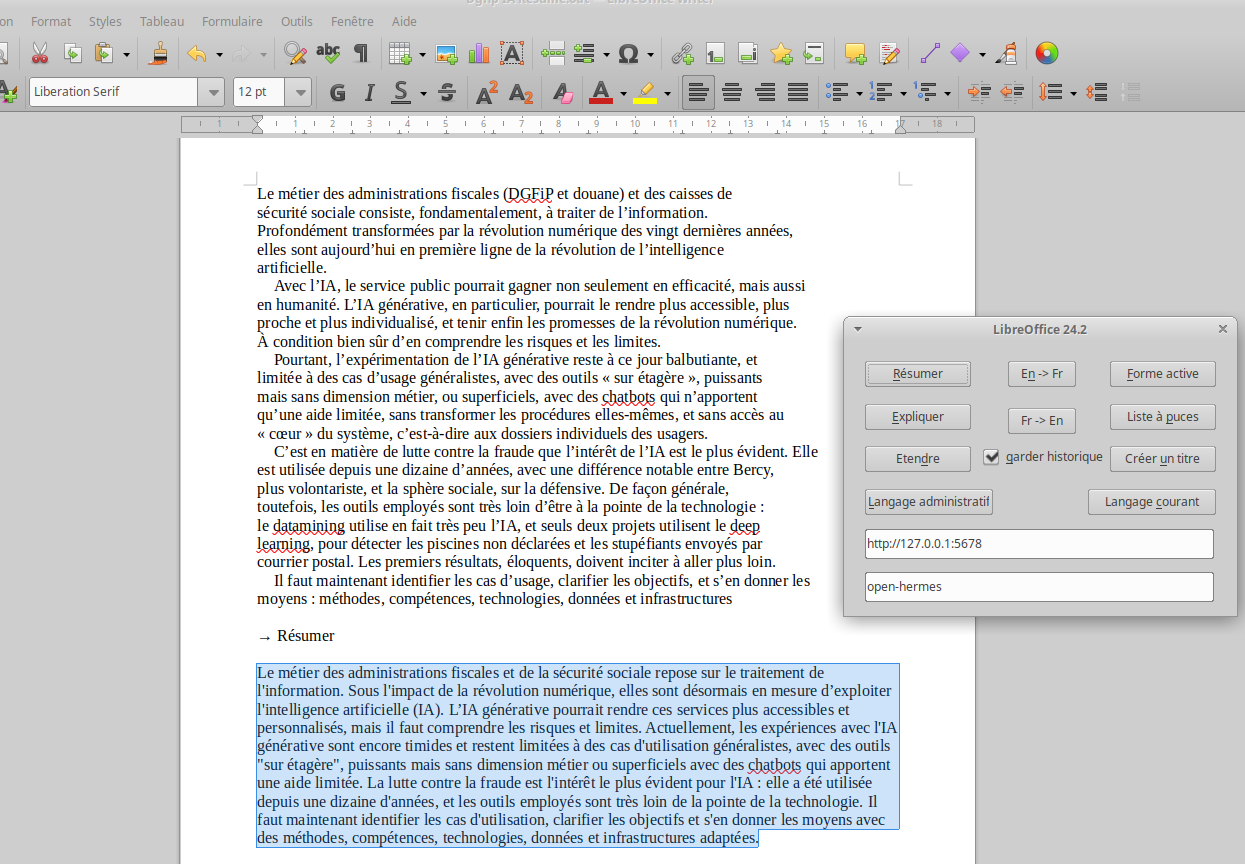 Format Styles Tableau Formulaire Outils Fenêtre Aide
Liberation Serif 12 pt
1 1 2 3 4 5 6 7 8 9 10 11 12 13 14 15 16 17 18
Le métier des administrations fiscales (DGFiP et douane) et des caisses de
sécurité sociale consiste, fondamentalement, à traiter de l’information.
Profondément transformées par la révolution numérique des vingt dernières années,
elles sont aujourd’hui en première ligne de la révolution de l’intelligence
artificielle.
Avec l’IA, le service public pourrait gagner non seulement en efficacité, mais aussi
en humanité. L’IA générative, en particulier, pourrait le rendre plus accessible, plus
proche et plus individualisé, et tenir enfin les promesses de la révolution numérique.
À condition bien sûr d’en comprendre les risques et les limites.
Pourtant, l’expérimentation de l’IA générative reste à ce jour balbutiante, et
limitée à des cas d’usage généralistes, avec des outils « sur étagère », puissants
mais sans dimension métier, ou superficiels, avec des chatbots qui n’apportent
qu’une aide limitée, sans transformer les procédures elles-mêmes, et sans accès au
« cœur » du système, c’est-à-dire aux dossiers individuels des usagers.
C’est en matière de lutte contre la fraude que l’intérêt de l’IA est le plus évident. Elle
est utilisée depuis une dizaine d’années, avec une différence notable entre Bercy,
plus volontariste, et la sphère sociale, sur la défensive. De façon générale,
toutefois, les outils employés sont très loin d’être à la pointe de la technologie :
le datamining utilise en fait très peu l’IA, et seuls deux projets utilisent le deep
learning, pour détecter les piscines non déclarées et les stupéfiants envoyés par
courrier postal. Les premiers résultats, éloquents, doivent inciter à aller plus loin.
Il faut maintenant identifier les cas d’usage, clarifier les objectifs, et s’en donner les
moyens : méthodes, compétences, technologies, données et infrastructures
→ Résumer
Le métier des administrations fiscales et de la sécurité sociale repose sur le traitement de
l'information. Sous l'impact de la révolution numérique, elles sont désormais en mesure d’exploiter
l'intelligence artificielle (IA). L’IA générative pourrait rendre ces services plus accessibles et
personnalisés, mais il faut comprendre les risques et limites. Actuellement, les expériences avec l'IA
générative sont encore timides et restent limitées à des cas d'utilisation généralistes, avec des outils
"sur étagère", puissants mais sans dimension métier ou superficiels avec des chatbots qui apportent
une aide limitée. La lutte contre la fraude est l'intérêt le plus évident pour l'IA : elle a été utilisée
depuis une dizaine d'années, et les outils employés sont très loin de la pointe de la technologie. Il
faut maintenant identifier les cas d'utilisation, clarifier les objectifs et s'en donner les moyens avec
des méthodes, compétences, technologies, données et infrastructures adaptées.
LibreOffice 24.2
Résumer En -> Fr Forme active
Expliquer Fr -> En Liste à puces
Etendre garder historique Créer un titre
Langage administratif Langage courant
http://127.0.0.1:5678
open-hermes